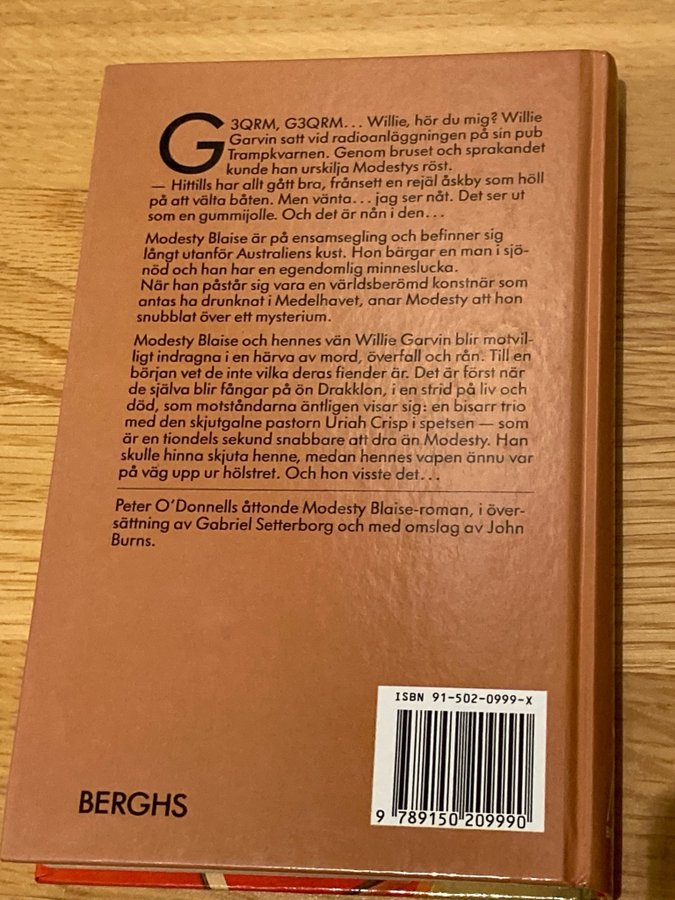 G3QRM, G3QRM... Willie, hör du mig? Willie
Garvin satt vid radioanläggningen på sin pub
Trampkvarnen. Genom bruset och sprakandet
kunde han urskilja Modestys röst.
— Hittills har allt gått bra, frånsett en rejäl åskby som höll
på att välta båten. Men vänta... jag ser nåt. Det ser ut
som en gummijolle. Och det är nån i den...
Modesty Blaise är på ensamsegling och befinner sig
långt utanför Australiens kust. Hon bärgar en man i sjö-
nöd och han har en egendomlig minneslucka.
När han påstår sig vara en världsberömd konstnär som
antas ha drunknat i Medelhavet, anar Modesty att hon
snubblat över ett mysterium.
Modesty Blaise och hennes vän Willie Garvin blir motvil-
ligt indragna i en härva av mord, överfall och rån. Till en
början vet de inte vilka deras fiender är. Det är först när
de själva blir fångar på ön Drakklon, i en strid på liv och
död, som motståndarna äntligen visar sig: en bisarr trio
med den skjutgalne pastorn Uriah Crisp i spetsen — som
är en tiondels sekund snabbare att dra än Modesty. Han
skulle hinna skjuta henne, medan hennes vapen ännu var
på väg upp ur hölstret. Och hon visste det...
Peter O'Donnells åttonde Modesty Blaise-roman, i över-
sättning av Gabriel Setterborg och med omslag av John
Burns.
ISBN 91-502-0999-X
9 789150 209990
BERGHS